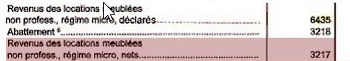 Revenus des locations meublées
non profess., régime micro, déclarés 6435
Abattement 3218
Revenus des locations meublées
non profess., régime micro, nets 3217